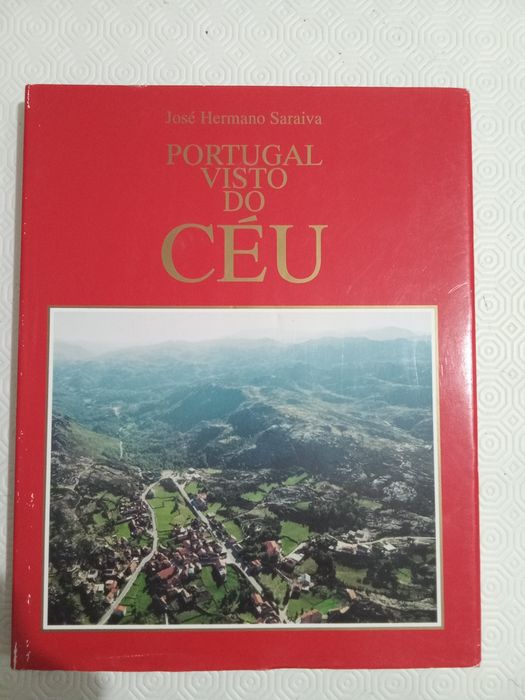 José Hermano Saraiva
PORTUGAL
VISTO
DO
CÉU